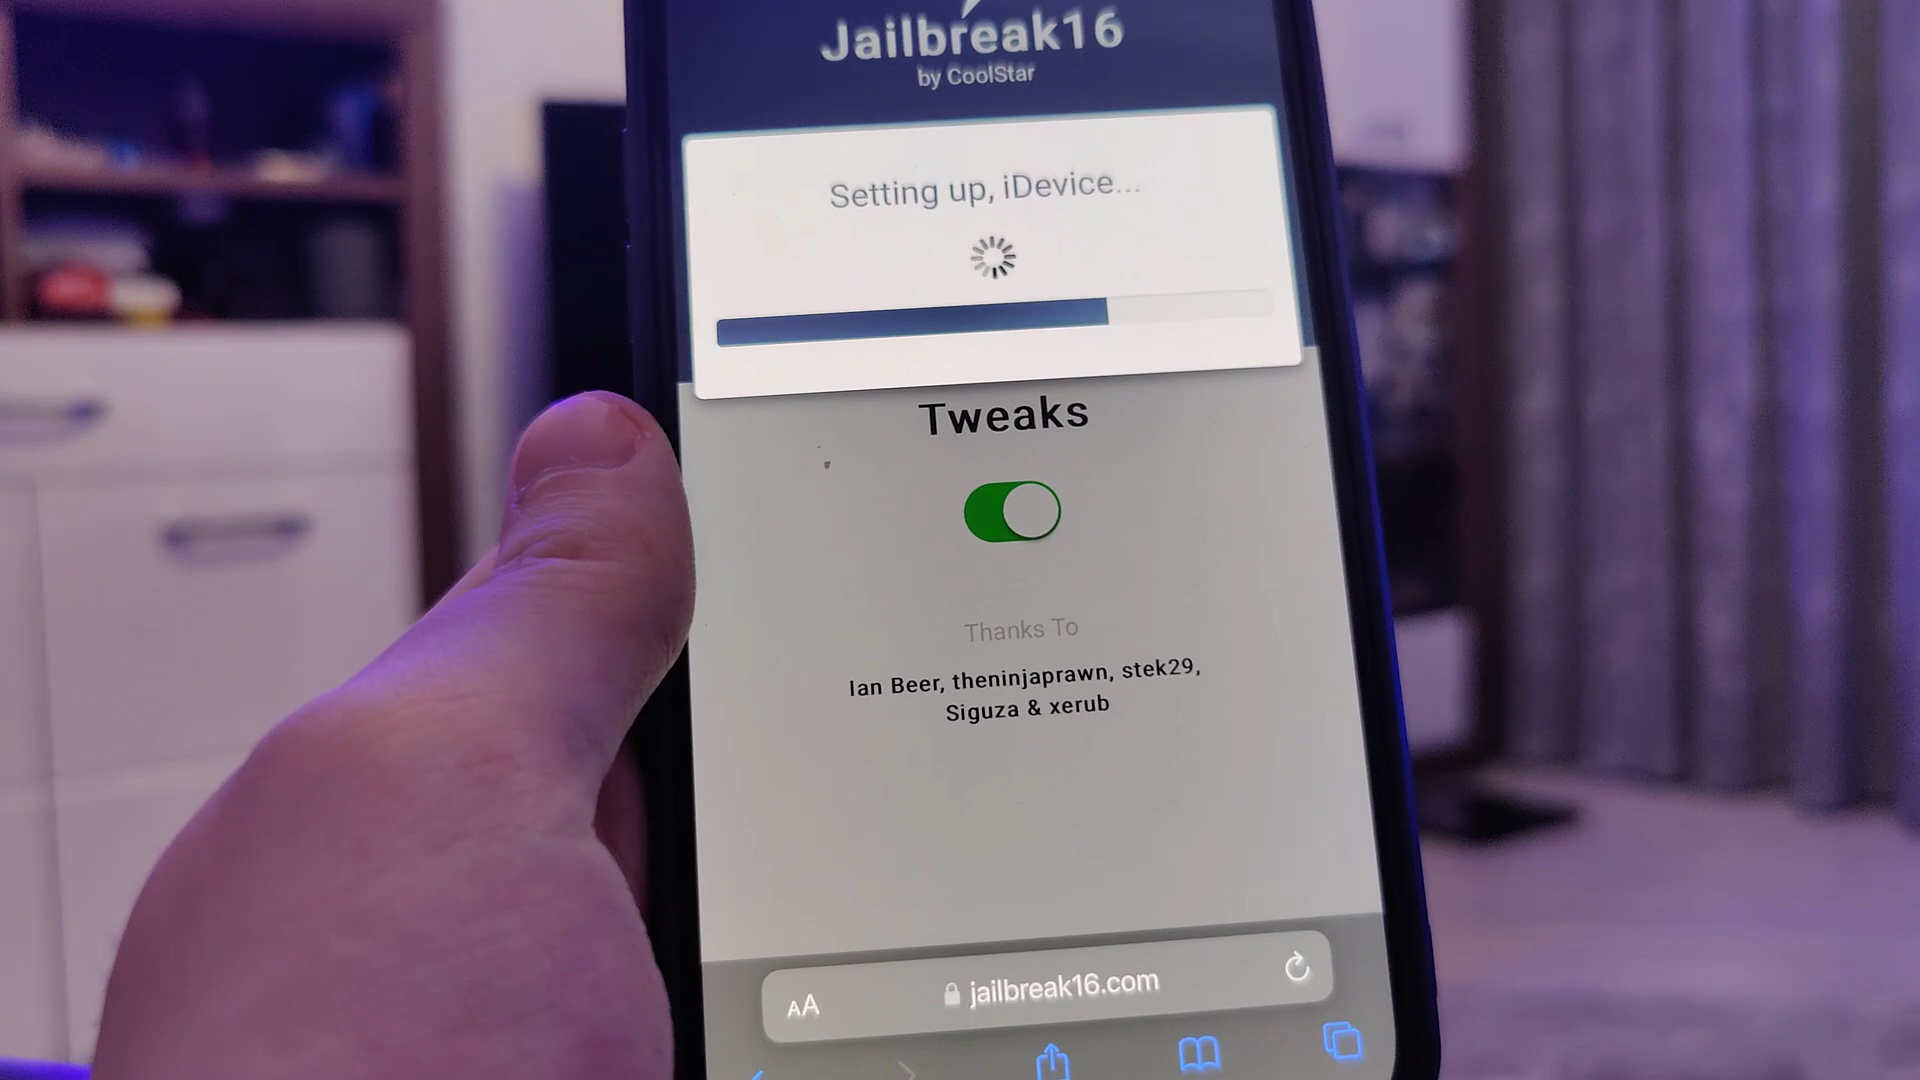 Jailbreak16
by CoolStar
Setting up, iDevice...
Tweaks
Thanks To
Ian Beer, theninjaprawn, stek29,
Siguza & xerub
AA jailbreak16.com